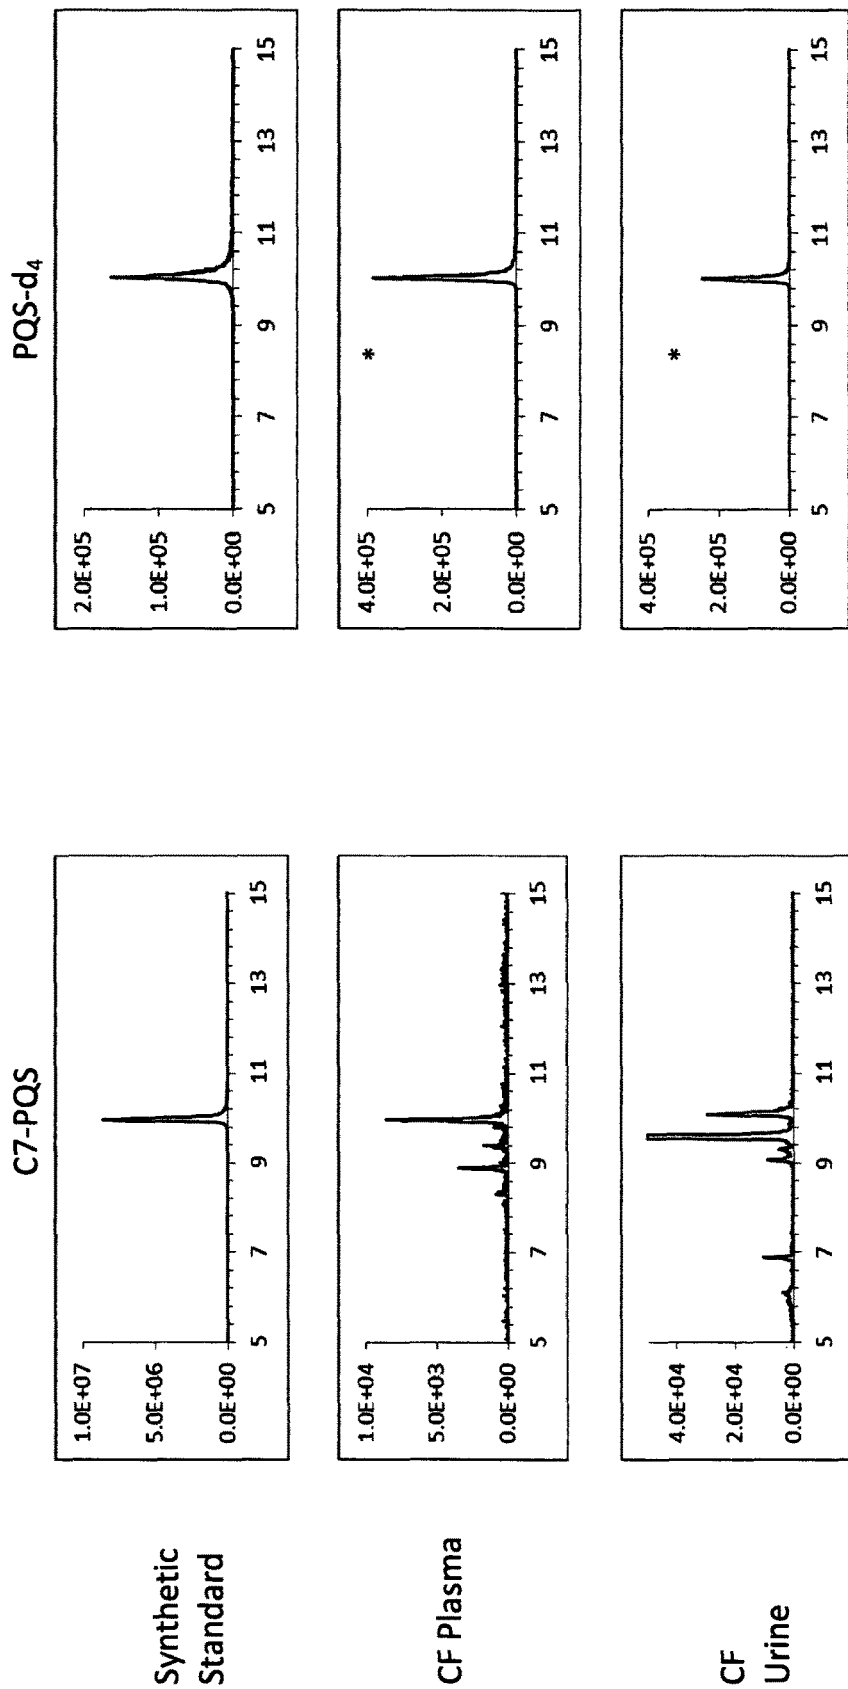 C7-PQS
PQS-d4
Synthetic
Standard
1.0E+07
5.0E+06
0.0E+00
5 7 9 11 13 15
2.0E+05
1.0E+05
0.0E+00
5 7 9 11 13 15
CF Plasma
1.0E+04
5.0E+03
0.0E+00
5 7 9 11 13 15
*
4.0E+05
2.0E+05
0.0E+00
5 7 9 11 13 15
CF
Urine
4.0E+04
2.0E+04
0.0E+00
5 7 9 11 13 15
*
4.0E+05
2.0E+05
0.0E+00
5 7 9 11 13 15